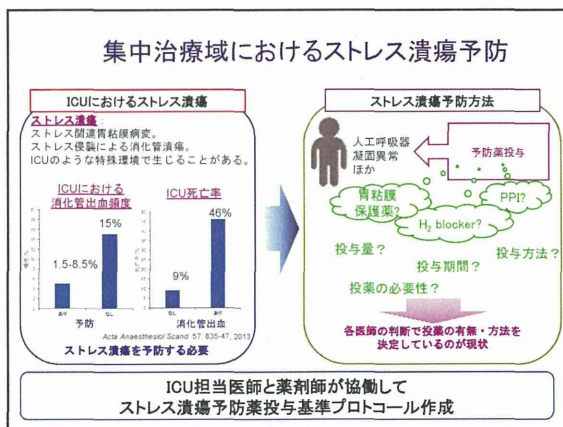 集中治療域におけるストレス潰瘍予防
ICUにおけるストレス潰瘍
ストレス潰瘍:
ストレス関連胃粘膜病変。
ストレス侵襲による消化管潰瘍。
ICUのような特殊環境で生じることがある。
ICUにおける
消化管出血頻度
15%
1.5-8.5%
あり
なし
予防
ICU死亡率
46%
9%
なし
あり
消化管出血
Acta Anaesthesiol Scand 57: 835-47, 2013
ストレス潰瘍を予防する必要
ストレス潰瘍予防方法
人工呼吸器
凝固異常
ほか
予防薬投与
胃粘膜
保護薬?
H2 blocker?
PPI?
投与量?
投与期間?
投与方法?
投薬の必要性?
各医師の判断で投薬の有無・方法を
決定しているのが現状
ICU担当医師と薬剤師が協働して
ストレス潰瘍予防薬投与基準プロトコール作成